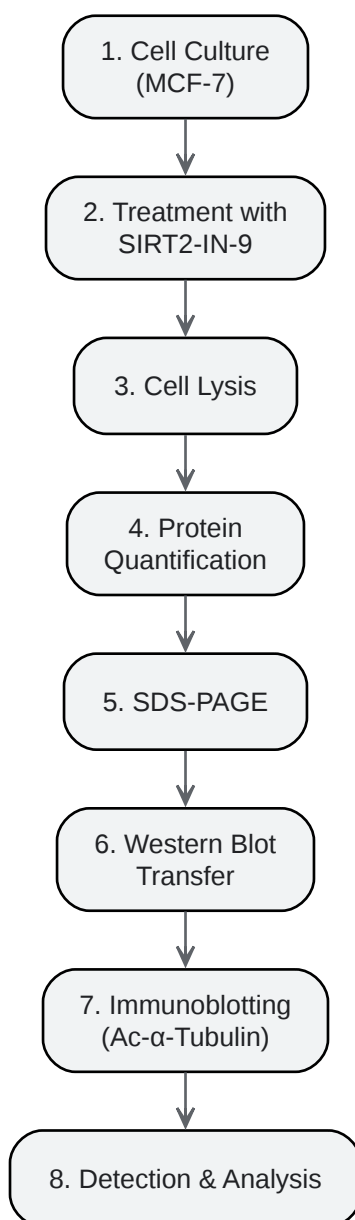 1. Cell Culture
(MCF-7)
2. Treatment with
SIRT2-IN-9
3. Cell Lysis
4. Protein
Quantification
5. SDS-PAGE
6. Western Blot
Transfer
7. Immunoblotting
(Ac-α-Tubulin)
8. Detection & Analysis